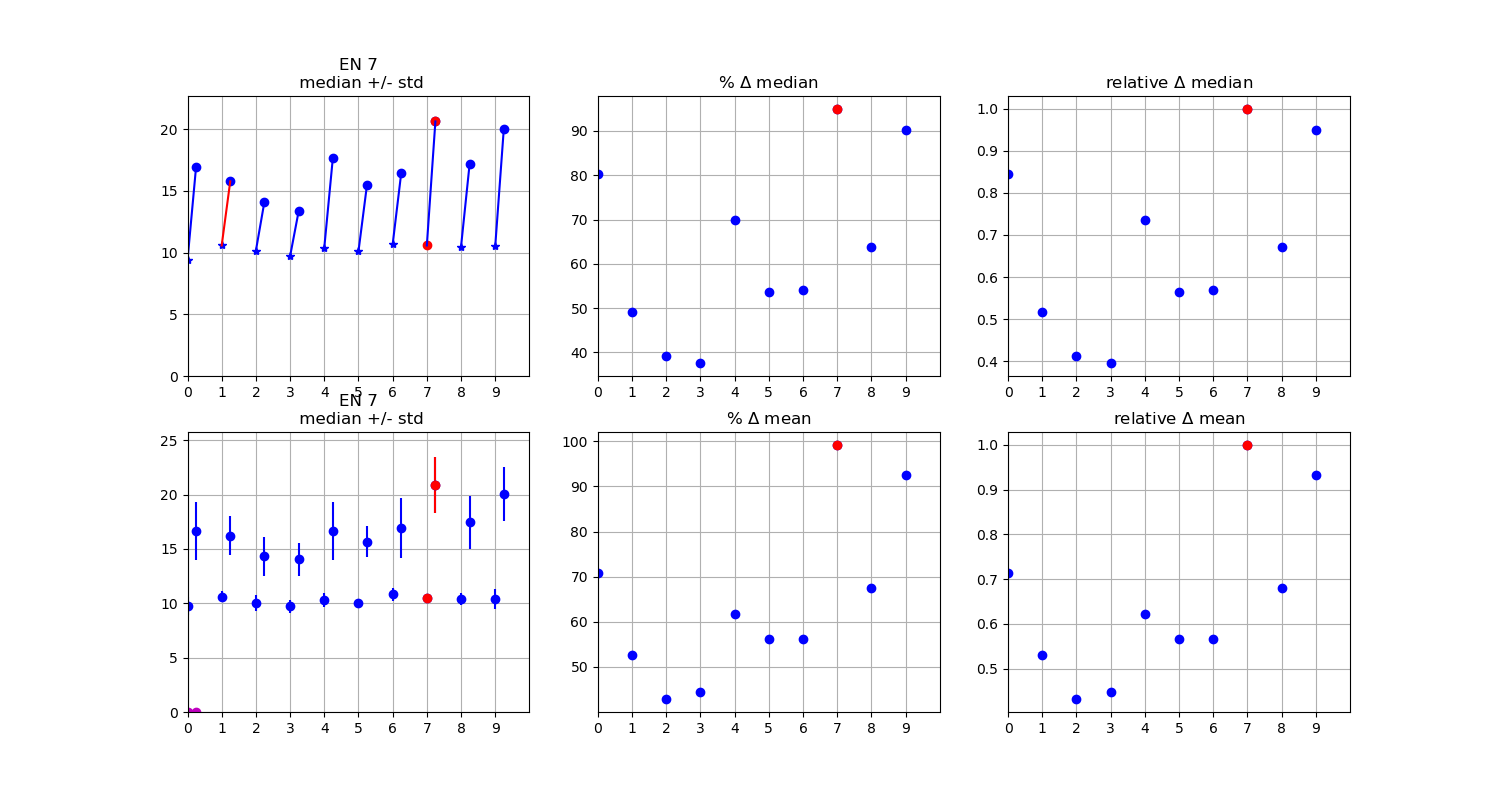 EN 7
median +/- std
20
15
10
5
0
0 1 2 3 4 5 6 7 8 9
% Δ median
90
80
70
60
50
40
0 1 2 3 4 5 6 7 8 9
relative Δ median
1.0
0.9
0.8
0.7
0.6
0.5
0.4
0 1 2 3 4 5 6 7 8 9
EN 7
median +/- std
25
20
15
10
5
0
0 1 2 3 4 5 6 7 8 9
% Δ mean
100
90
80
70
60
50
0 1 2 3 4 5 6 7 8 9
relative Δ mean
1.0
0.9
0.8
0.7
0.6
0.5
0 1 2 3 4 5 6 7 8 9